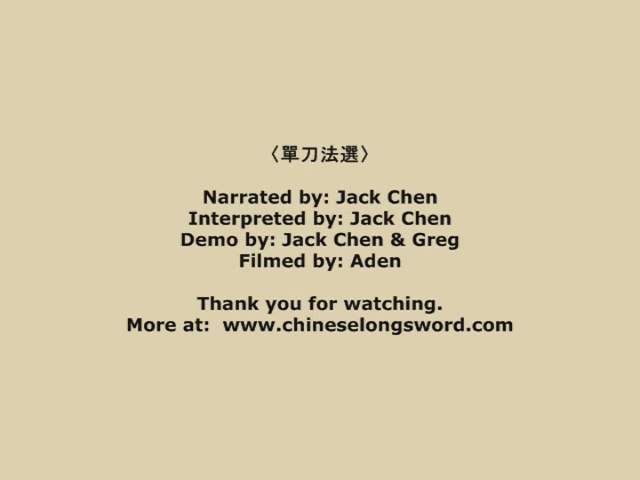 〈單刀法選〉
Narrated by: Jack Chen
Interpreted by: Jack Chen
Demo by: Jack Chen & Greg
Filmed by: Aden
Thank you for watching.
More at:  www.chineselongsword.com